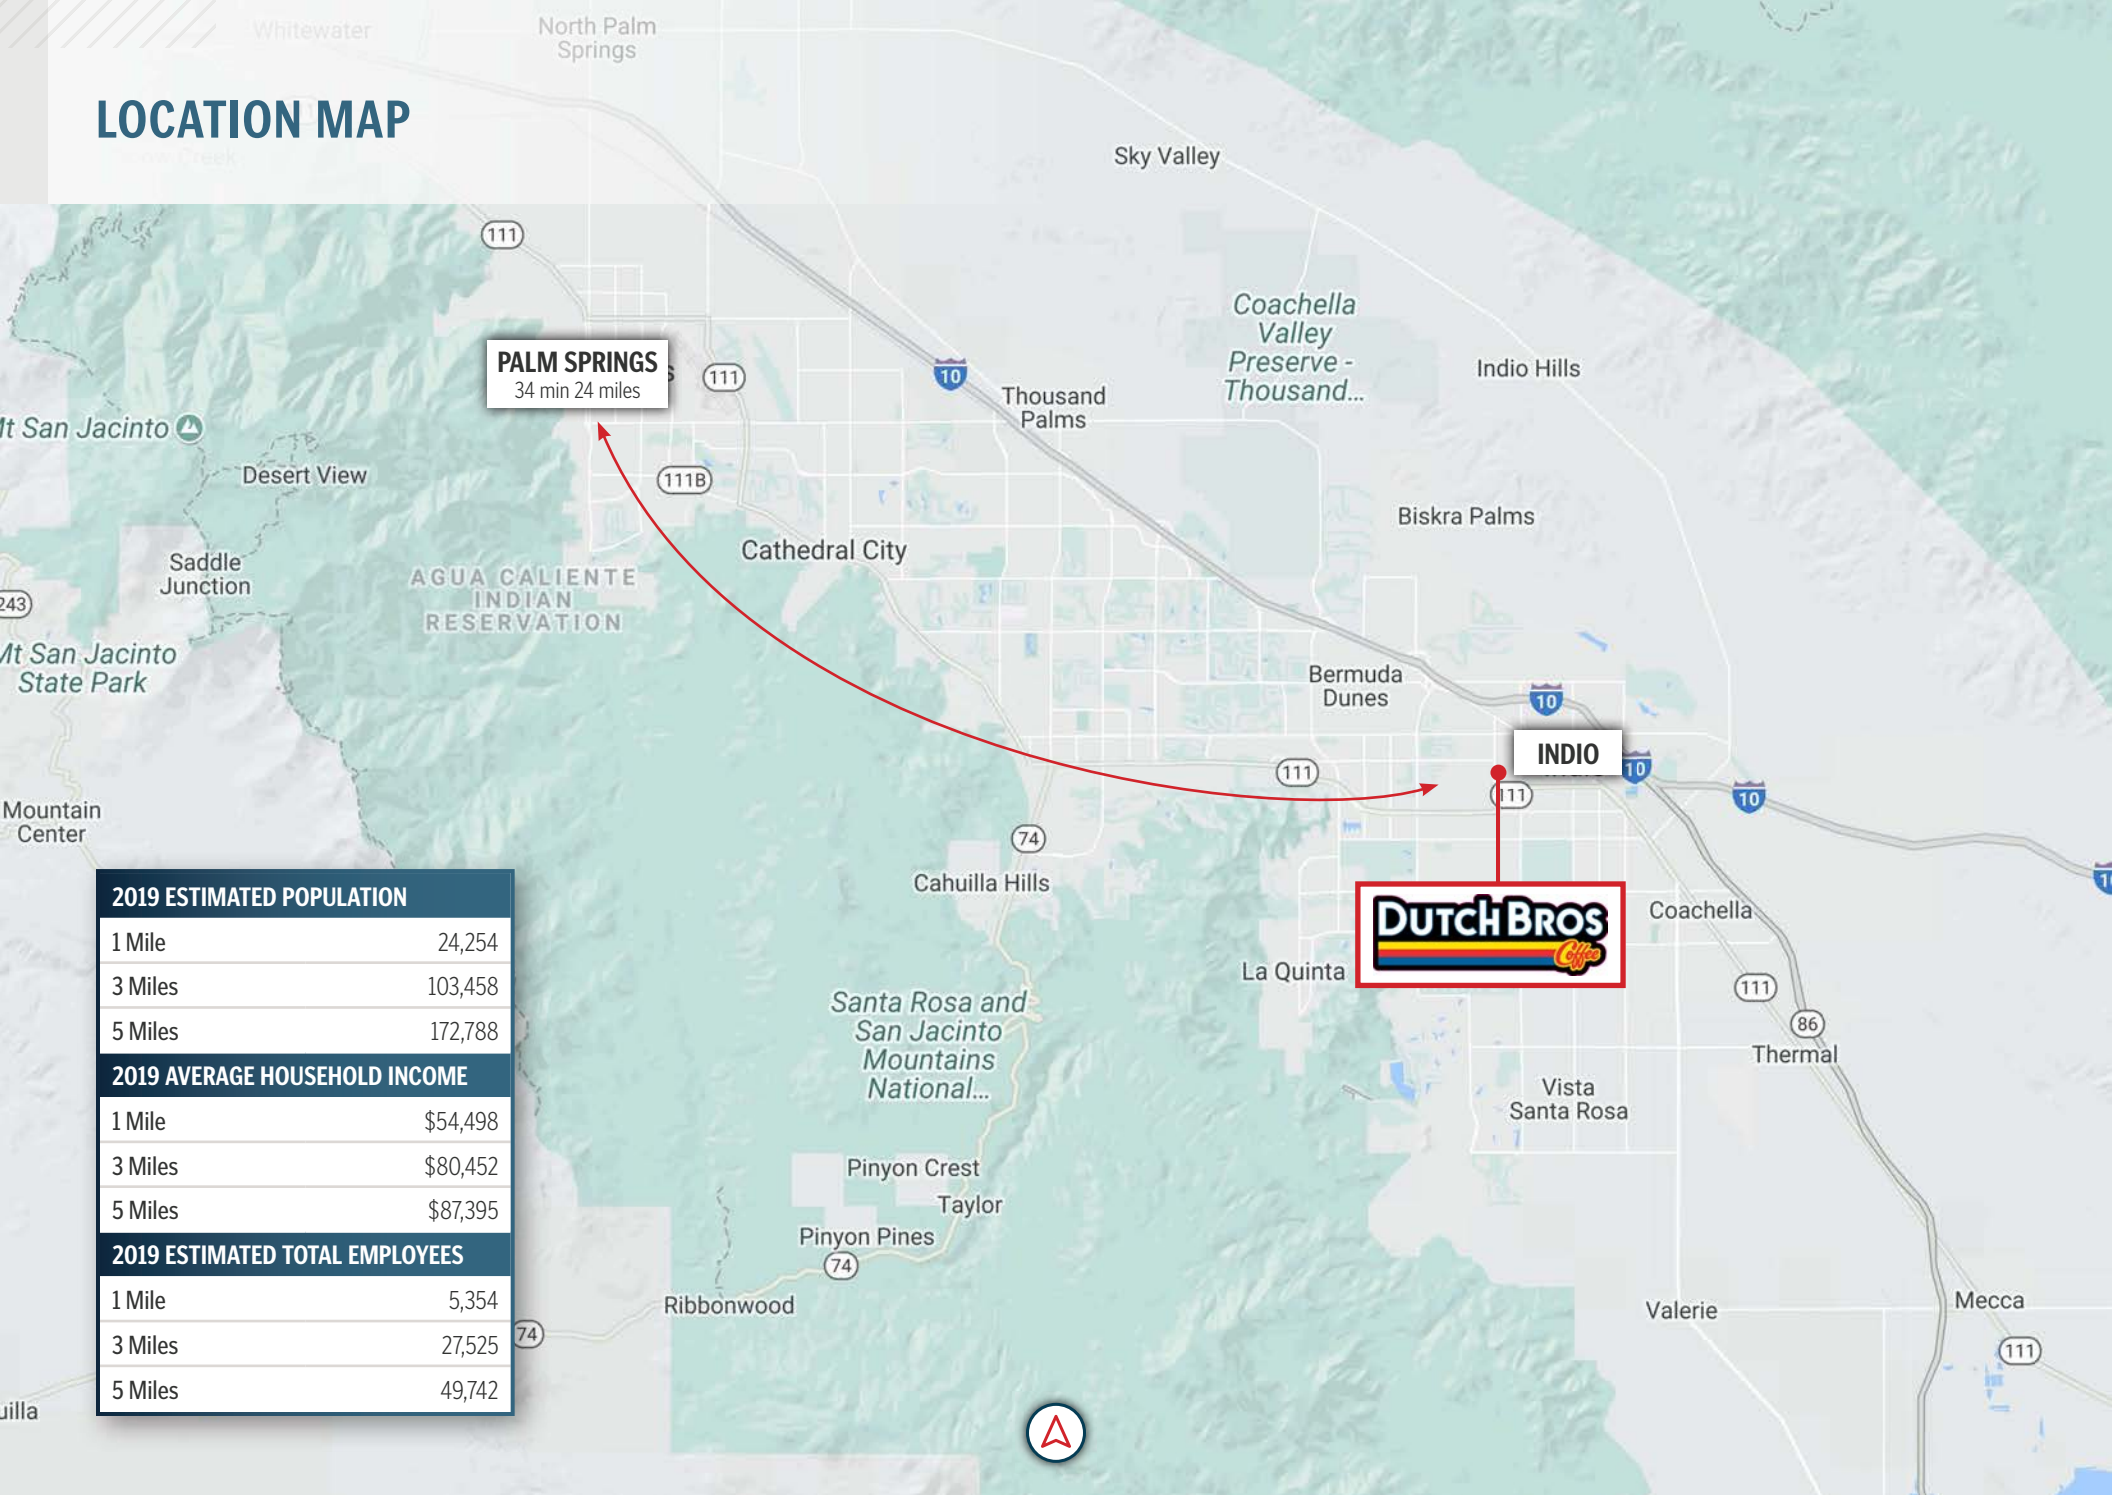 Whitewater
North Palm
Springs
LOCATION MAP
Creek
Sky Valley
111
Coachella
Valley
Preserve -
Thousand...
PALM SPRINGS
34 min 24 miles
111
10
Thousand
Palms
Indio Hills
Mt San Jacinto
Desert View
111B
Biskra Palms
Cathedral City
Saddle
Junction
AGUA CALIENTE
INDIAN
RESERVATION
243
Mt San Jacinto
State Park
Bermuda
Dunes
10
INDIO
10
111
111
10
10
Mountain
Center
74
Cahuilla Hills
DUTCH BROS
Coffee
Coachella
La Quinta
111
86
Thermal
Santa Rosa and
San Jacinto
Mountains
National...
Vista
Santa Rosa
Pinyon Crest
Taylor
Pinyon Pines
74
Ribbonwood
74
Valerie
Mecca
111
uilla
2019 ESTIMATED POPULATION
1 Mile 24,254
3 Miles 103,458
5 Miles 172,788
2019 AVERAGE HOUSEHOLD INCOME
1 Mile $54,498
3 Miles $80,452
5 Miles $87,395
2019 ESTIMATED TOTAL EMPLOYEES
1 Mile 5,354
3 Miles 27,525
5 Miles 49,742